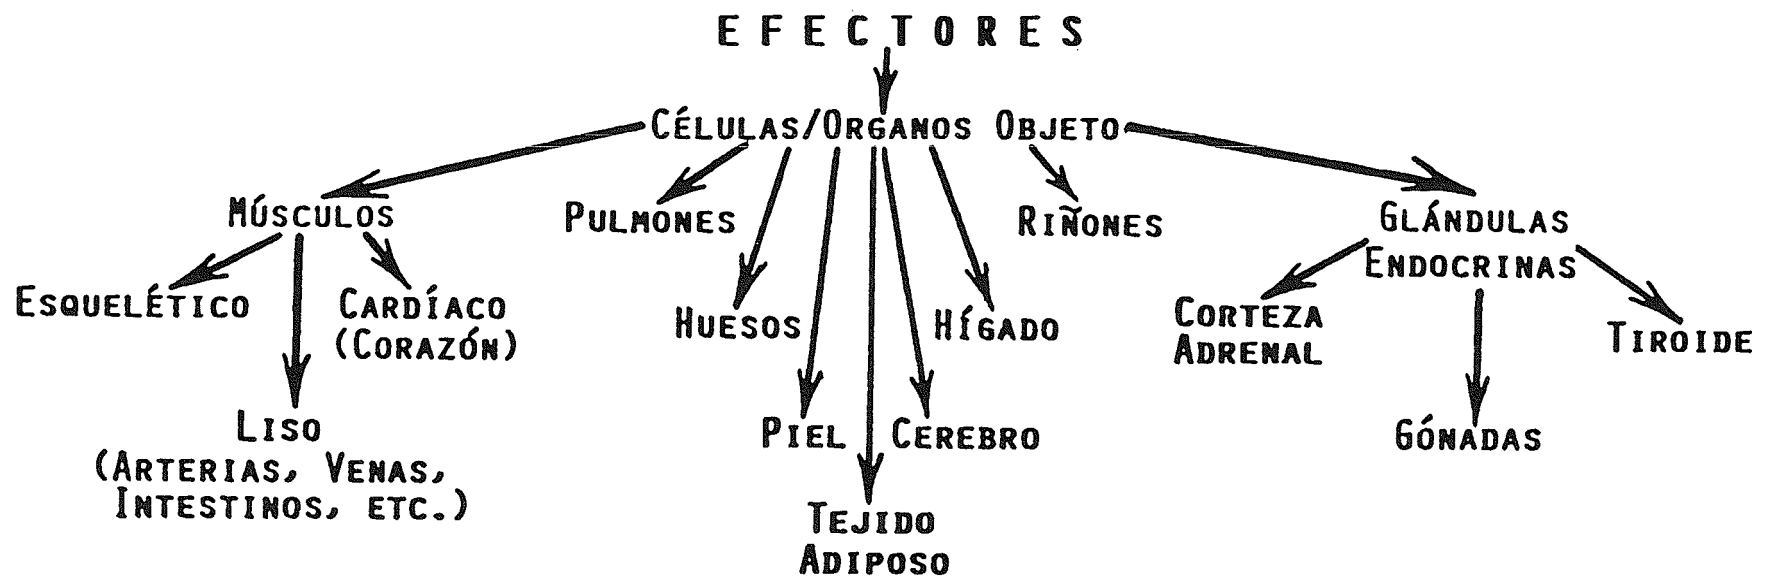 EFECTORES
CÉLULAS/ORGANOS OBJETO
MÚSCULOS
PULMONES
RIÑONES
GLÁNDULAS
ENDOCRINAS
ESQUELÉTICO
CARDÍACO
(CORAZÓN)
HUESOS
HÍGADO
CORTEZA
ADRENAL
TIROIDE
LISO
(ARTERIAS, VENAS,
INTESTINOS, ETC.)
PIEL
CEREBRO
GÓNADAS
TEJIDO
ADIPOSO